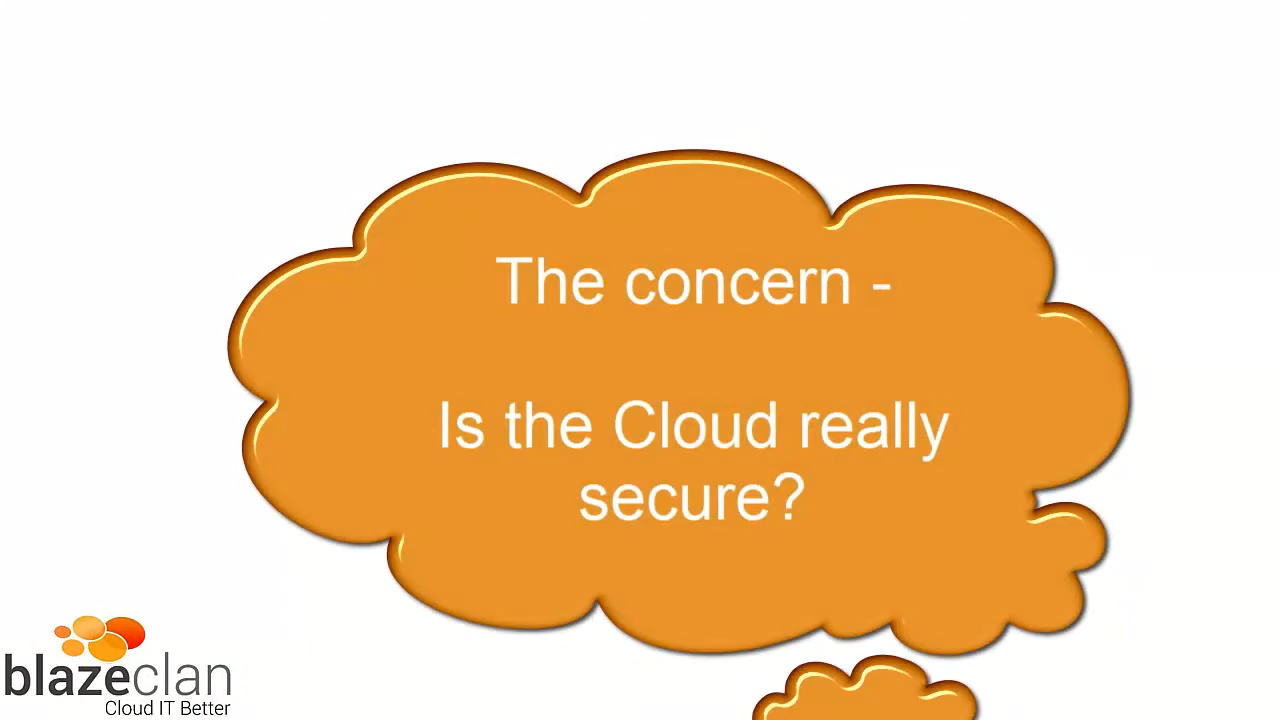 The concern -
Is the Cloud really
secure?
blazeclan
Cloud IT Better